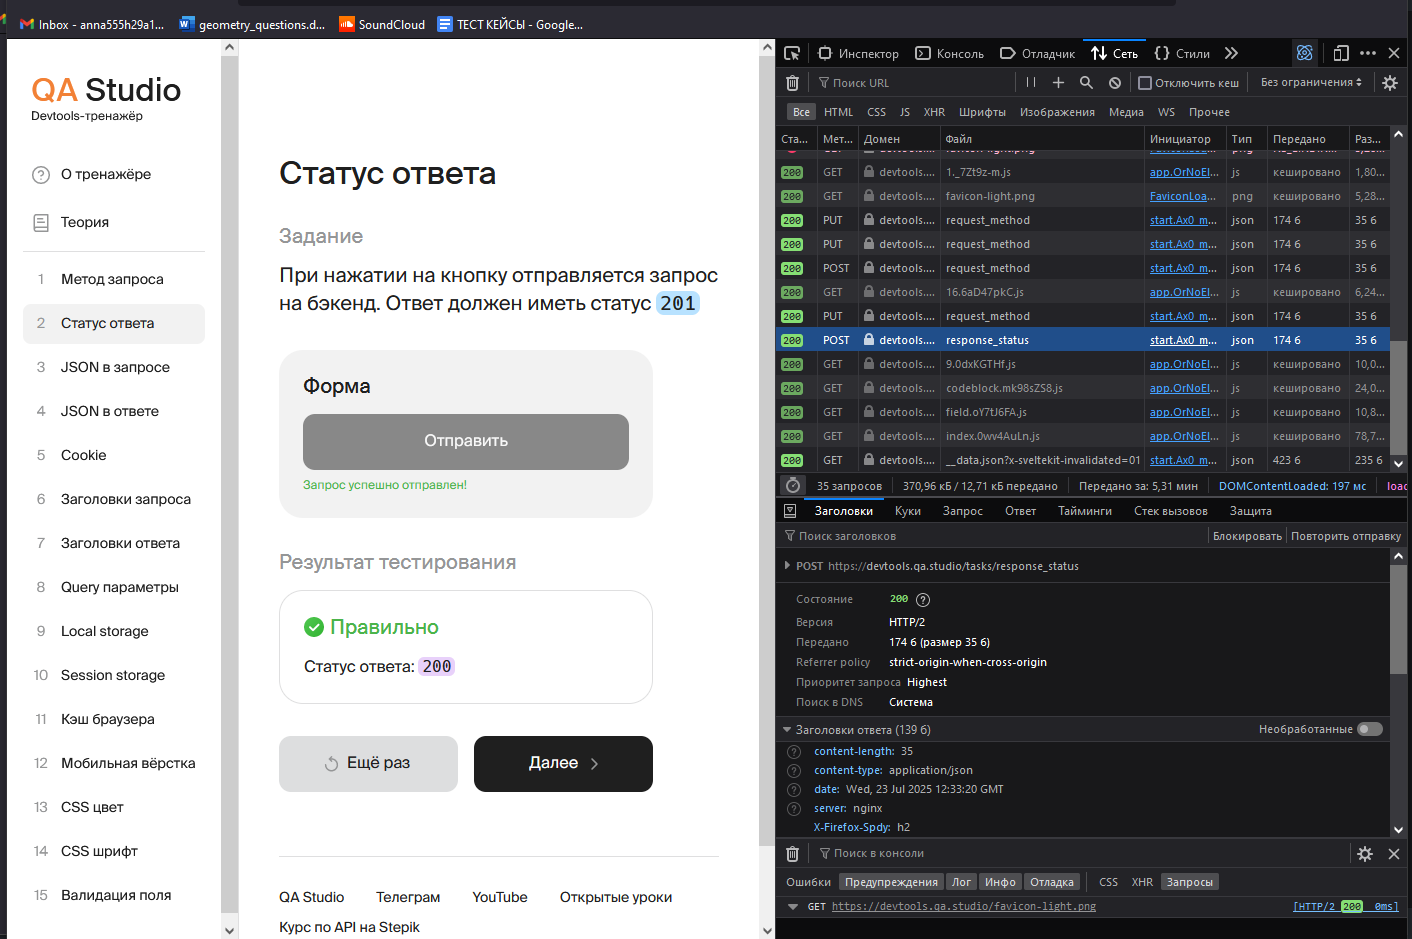 Inbox - anna555h29a1...
geometry_questions.d...
SoundCloud
ТЕСТ КЕЙСЫ - Google...
QA Studio
Devtools-тренажёр
О тренажёре
Теория
1 Метод запроса
2 Статус ответа
3 JSON в запросе
4 JSON в ответе
5 Cookie
6 Заголовки запроса
7 Заголовки ответа
8 Query параметры
9 Local storage
10 Session storage
11 Кэш браузера
12 Мобильная вёрстка
13 CSS цвет
14 CSS шрифт
15 Валидация поля
Статус ответа
Задание
При нажатии на кнопку отправляется запрос
на бэкенд. Ответ должен иметь статус 201
Форма
Отправить
Запрос успешно отправлен!
Результат тестирования
Правильно
Статус ответа: 200
Ещё раз
Далее
QA Studio Телеграм YouTube Открытые уроки
Курс по API на Stepik
Инспектор Консоль Отладчик Сеть Стили
Поиск URL Отключить кеш Без ограничения
Все HTML CSS JS XHR Шрифты Изображения Медиа WS Прочее
Ста... Мет... Домен Файл Инициатор Тип Передано Раз...
200 GET devtools.... 1._7Zt9z-m.js app.OrNoEl... js кешировано 1,80...
200 GET devtools.... favicon-light.png FaviconLoa... png кешировано 5,28...
200 PUT devtools.... request_method start.Ax0_m... json 174 б 35 б
200 PUT devtools.... request_method start.Ax0_m... json 174 б 35 б
200 POST devtools.... request_method start.Ax0_m... json 174 б 35 б
200 GET devtools.... 16.6aD47pkC.js app.OrNoEl... js кешировано 6,24...
200 PUT devtools.... request_method start.Ax0_m... json 174 б 35 б
200 POST devtools.... response_status start.Ax0_m... json 174 б 35 б
200 GET devtools.... 9.0dxKGTHf.js app.OrNoEl... js кешировано 10,0...
200 GET devtools.... codeblock.mk98sZS8.js app.OrNoEl... js кешировано 24,0...
200 GET devtools.... field.oY7tJ6FA.js app.OrNoEl... js кешировано 10,8...
200 GET devtools.... index.0wv4AuLn.js app.OrNoEl... js кешировано 78,7...
200 GET devtools.... __data.json?x-sveltekit-invalidated=01 start.Ax0_m... json 423 б 235 б
35 запросов 370,96 кБ / 12,71 кБ передано Передано за: 5,31 мин DOMContentLoaded: 197 мс loac
Заголовки Куки Запрос Ответ Тайминги Стек вызовов Защита
Поиск заголовков Блокировать Повторить отправку
POST https://devtools.qa.studio/tasks/response_status
Состояние 200
Версия HTTP/2
Передано 174 б (размер 35 б)
Referrer policy strict-origin-when-cross-origin
Приоритет запроса Highest
Поиск в DNS Система
Заголовки ответа (139 б) Необработанные
content-length: 35
content-type: application/json
date: Wed, 23 Jul 2025 12:33:20 GMT
server: nginx
X-Firefox-Spdy: h2
Поиск в консоли
Ошибки Предупреждения Лог Инфо Отладка CSS XHR Запросы
GET https://devtools.qa.studio/favicon-light.png [HTTP/2 200 0ms]